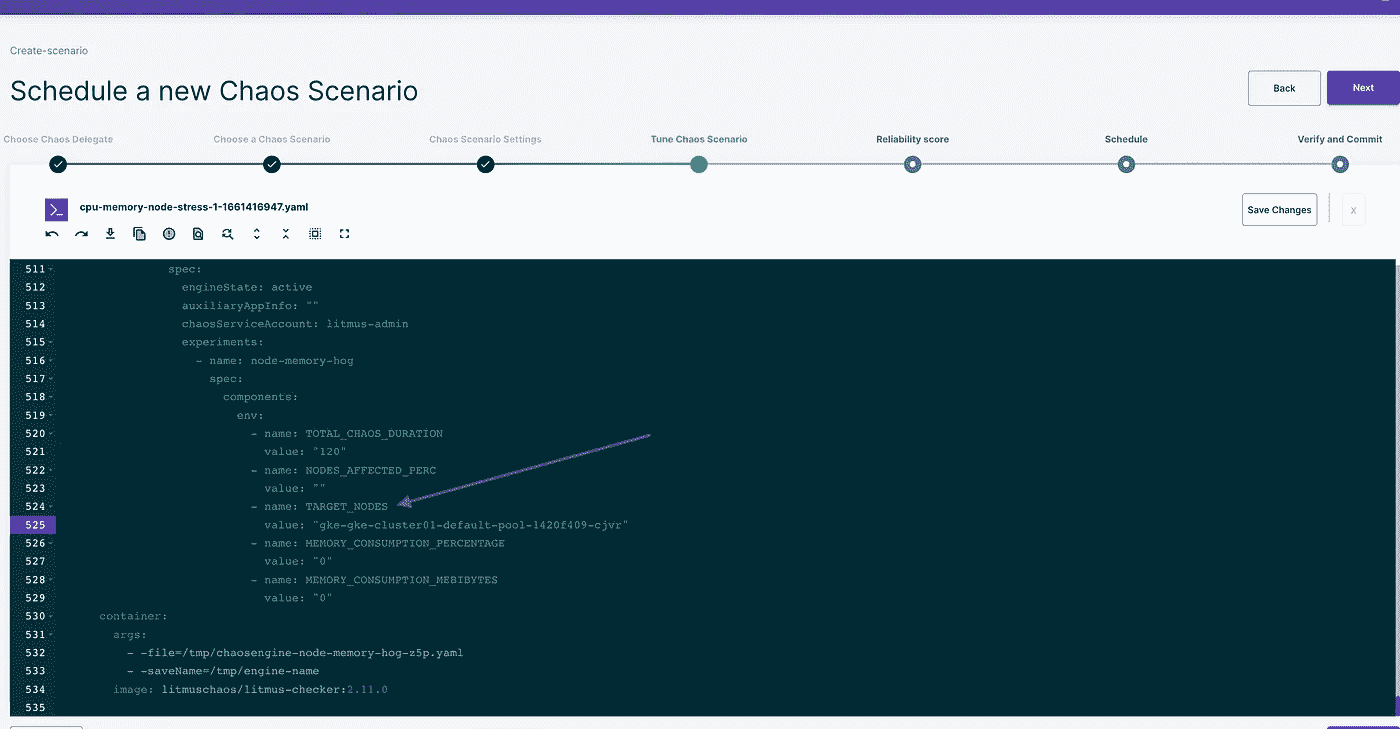 Create-scenario
Schedule a new Chaos Scenario
Back
Next
Choose Chaos Delegate
Choose a Chaos Scenario
Chaos Scenario Settings
Tune Chaos Scenario
Reliability score
Schedule
Verify and Commit
>_ cpu-memory-node-stress-1-1661416947.yaml
Save Changes
X
511 spec:
512 engineState: active
513 auxiliaryAppInfo: ""
514 chaosServiceAccount: litmus-admin
515 experiments:
516 - name: node-memory-hog
517 spec:
518 components:
519 env:
520 - name: TOTAL_CHAOS_DURATION
521 value: "120"
522 - name: NODES_AFFECTED_PERC
523 value: ""
524 - name: TARGET_NODES
525 value: "gke-gke-cluster01-default-pool-1420f409-cjvr"
526 - name: MEMORY_CONSUMPTION_PERCENTAGE
527 value: "0"
528 - name: MEMORY_CONSUMPTION_MEBIBYTES
529 value: "0"
530 container:
531 args:
532 - -file=/tmp/chaosengine-node-memory-hog-z5p.yaml
533 - -saveName=/tmp/engine-name
534 image: litmuschaos/litmus-checker:2.11.0
535